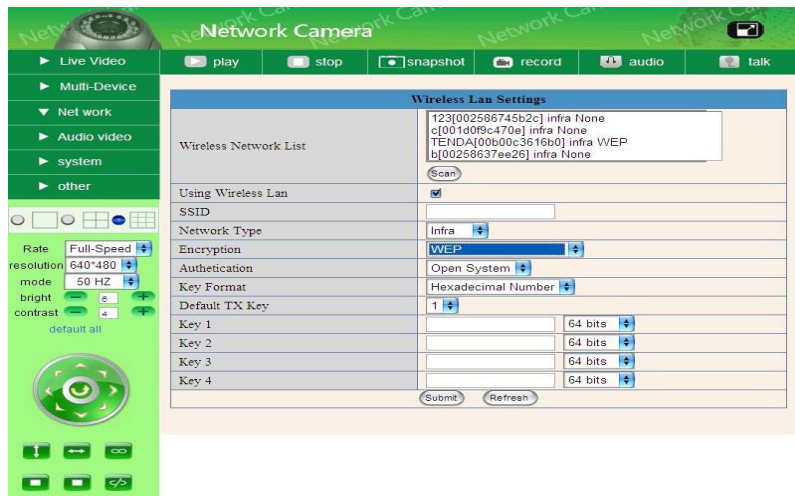 Network Camera
Live Video
Multi-Device
Net work
Audio video
system
other
play
stop
snapshot
record
audio
talk
Wireless Lan Settings
Wireless Network List
123[002586745b2c] infra None
c[001d0f9c470e] infra None
TENDA[00b00c3616b0] infra WEP
b[00258637ee26] infra None
Scan
Using Wireless Lan
SSID
Network Type Infra
Encryption WEP
Authetication Open System
Key Format Hexadecimal Number
Default TX Key 1
Key 1 64 bits
Key 2 64 bits
Key 3 64 bits
Key 4 64 bits
Submit Refresh
Rate Full-Speed
resolution 640*480
mode 50 HZ
bright 6
contrast 4
default all